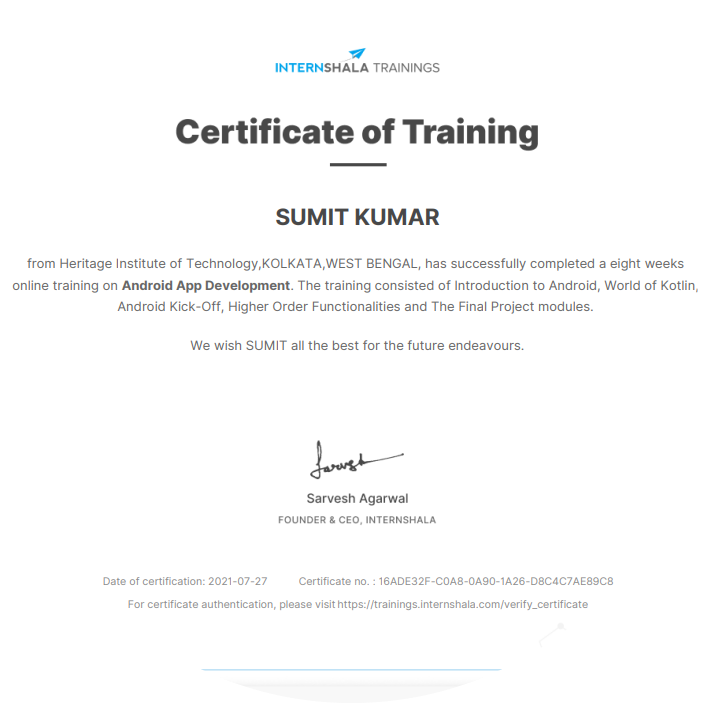 INTERNSHALA TRAININGS
Certificate of Training
SUMIT KUMAR
from Heritage Institute of Technology,KOLKATA,WEST BENGAL, has successfully completed a eight weeks
online training on Android App Development. The training consisted of Introduction to Android, World of Kotlin,
Android Kick-Off, Higher Order Functionalities and The Final Project modules.
We wish SUMIT all the best for the future endeavours.
Sarvesh
Sarvesh Agarwal
FOUNDER & CEO, INTERNSHALA
Date of certification: 2021-07-27 Certificate no. : 16ADE32F-C0A8-0A90-1A26-D8C4C7AE89C8
For certificate authentication, please visit https://trainings.internshala.com/verify_certificate